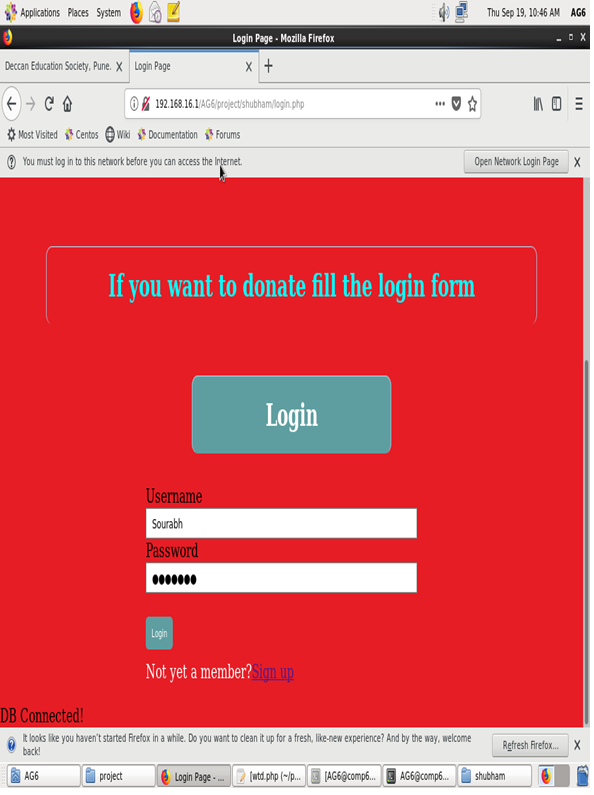 Applications Places System Thu Sep 19, 10:46 AM AG6
Login Page - Mozilla Firefox
Deccan Education Society, Pune. Login Page
192.168.16.1/AG6/project/shubham/login.php
Most Visited Centos Wiki Documentation Forums
You must log in to this network before you can access the Internet. Open Network Login Page
If you want to donate fill the login form
Login
Username
Sourabh
Password
Login
Not yet a member?Sign up
DB Connected!
It looks like you haven't started Firefox in a while. Do you want to clean it up for a fresh, like-new experience? And by the way, welcome
back!
Refresh Firefox...
AG6 project Login Page - ... [wtd.php (~/p... [AG6@comp6... AG6@comp6... shubham